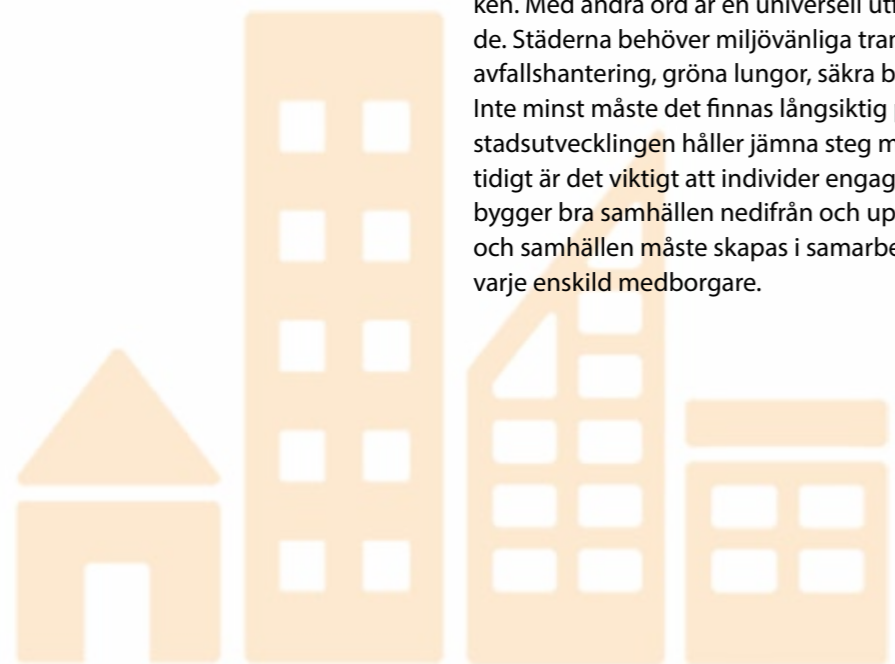 ken. Med andra ord är en universell utf
de. Städerna behöver miljövänliga tran
avfallshantering, gröna lungor, säkra b
Inte minst måste det finnas långsiktig
stadsutvecklingen håller jämna steg m
tidigt är det viktigt att individer engag
bygger bra samhällen nedifrån och up
och samhällen måste skapas i samarbe
varje enskild medborgare.